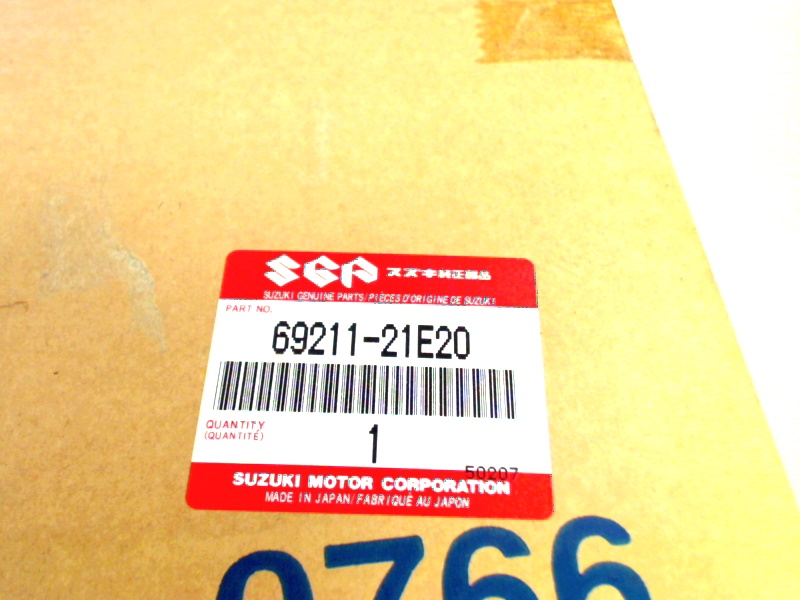 SGP スズキ純正部品
SUZUKI GENUINE PARTS/PIÈCES D'ORIGINE DE SUZUKI
PART NO.
69211-21E20
QUANTITY
(QUANTITÉ)
1
50207
SUZUKI MOTOR CORPORATION
MADE IN JAPAN/FABRIQUÉ AU JAPON
0766